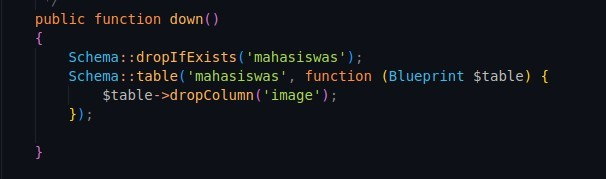 */
public function down()
{
Schema::dropIfExists('mahasiswas');
Schema::table('mahasiswas', function (Blueprint $table) {
$table->dropColumn('image');
});
}